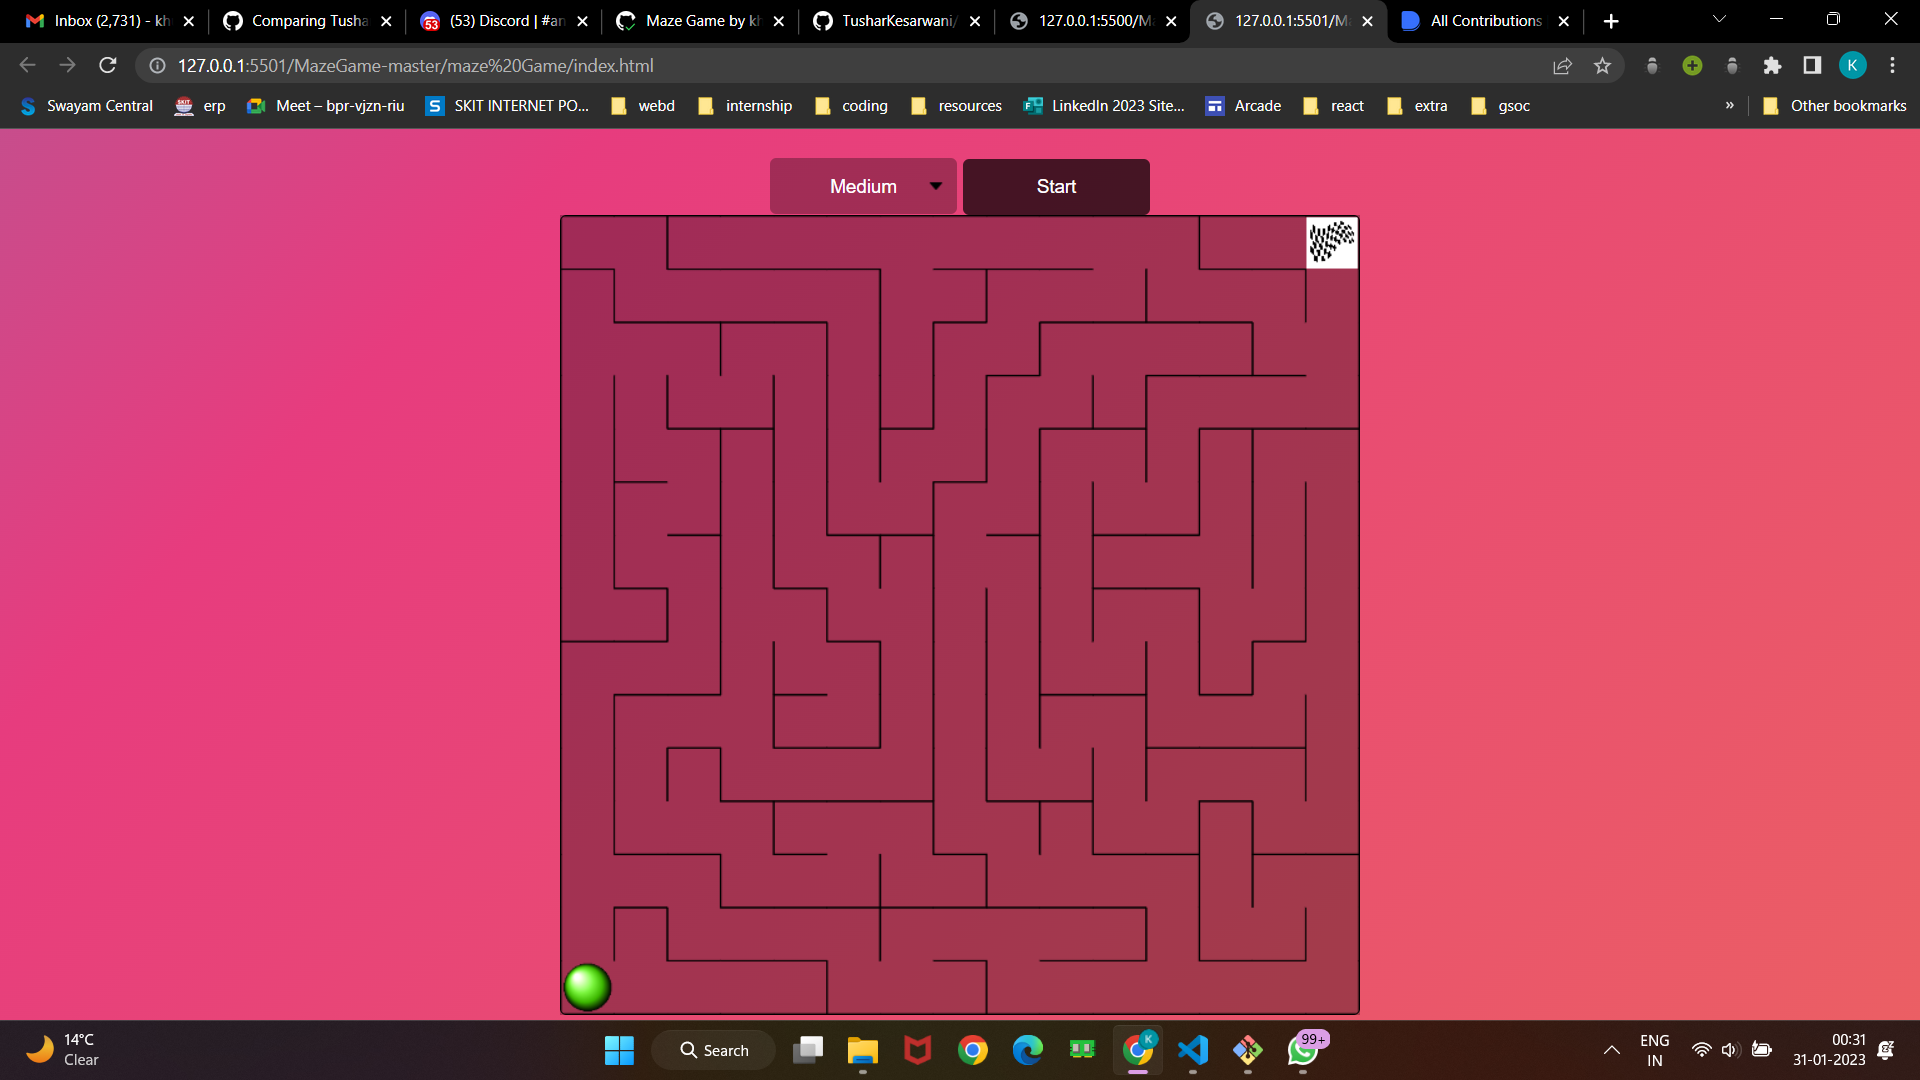 Inbox (2,731) - kh
Comparing Tusha
(53) Discord | #an
Maze Game by kh
TusharKesarwani/
127.0.0.1:5500/M
127.0.0.1:5501/M
All Contributions
53
127.0.0.1:5501/MazeGame-master/maze%20Game/index.html
K
Swayam Central
erp
Meet – bpr-vjzn-riu
SKIT INTERNET PO...
webd
internship
coding
resources
LinkedIn 2023 Site...
Arcade
react
extra
gsoc
»
Other bookmarks
Medium
Start
14°C
Clear
Search
K
99+
ENG
IN
00:31
31-01-2023